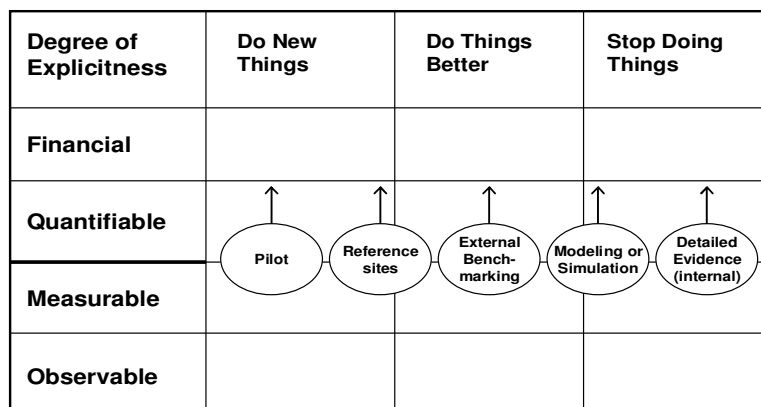 Degree of
Explicitness
Do New
Things
Do Things
Better
Stop Doing
Things
Financial
Quantifiable
Pilot
Reference
sites
External
Bench-
marking
Modeling or
Simulation
Detailed
Evidence
(internal)
Measurable
Observable